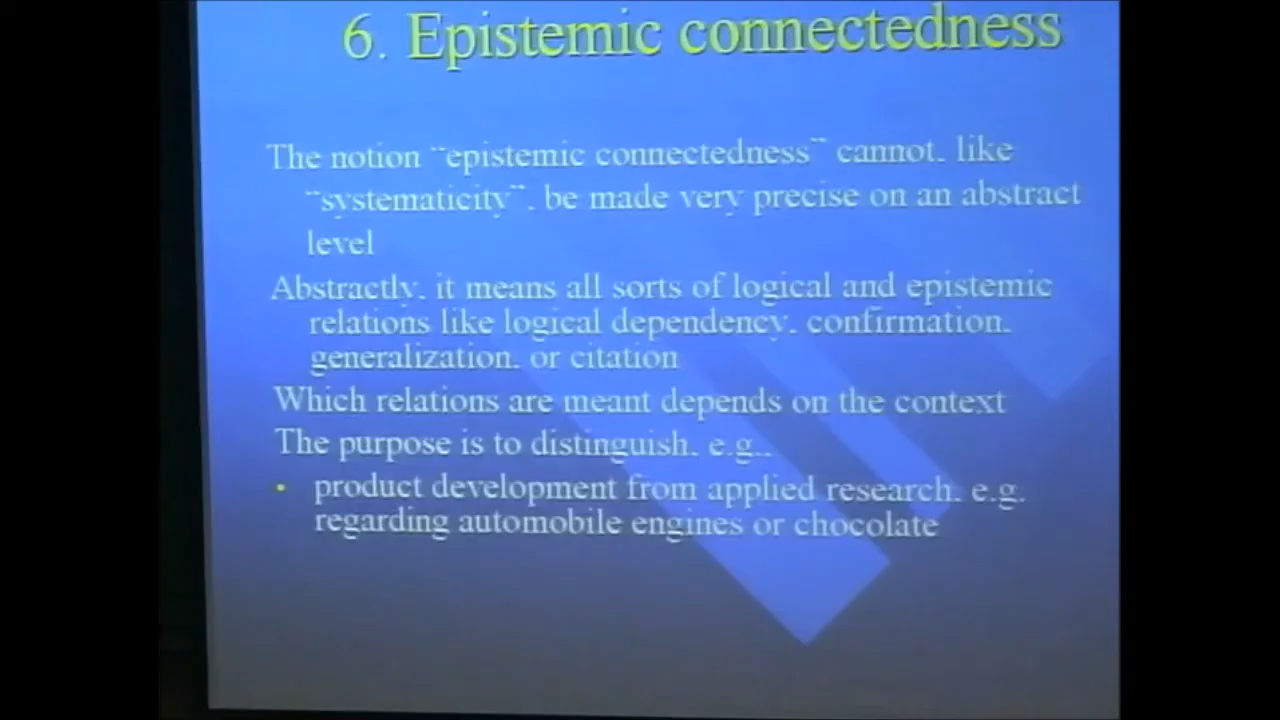 6. Epistemic connectedness
The notion “epistemic connectedness” cannot, like
“systematicity”, be made very precise on an abstract
level
Abstractly, it means all sorts of logical and epistemic
relations like logical dependency, confirmation,
generalization, or citation
Which relations are meant depends on the context
The purpose is to distinguish, e.g.,
• product development from applied research, e.g.
regarding automobile engines or chocolate